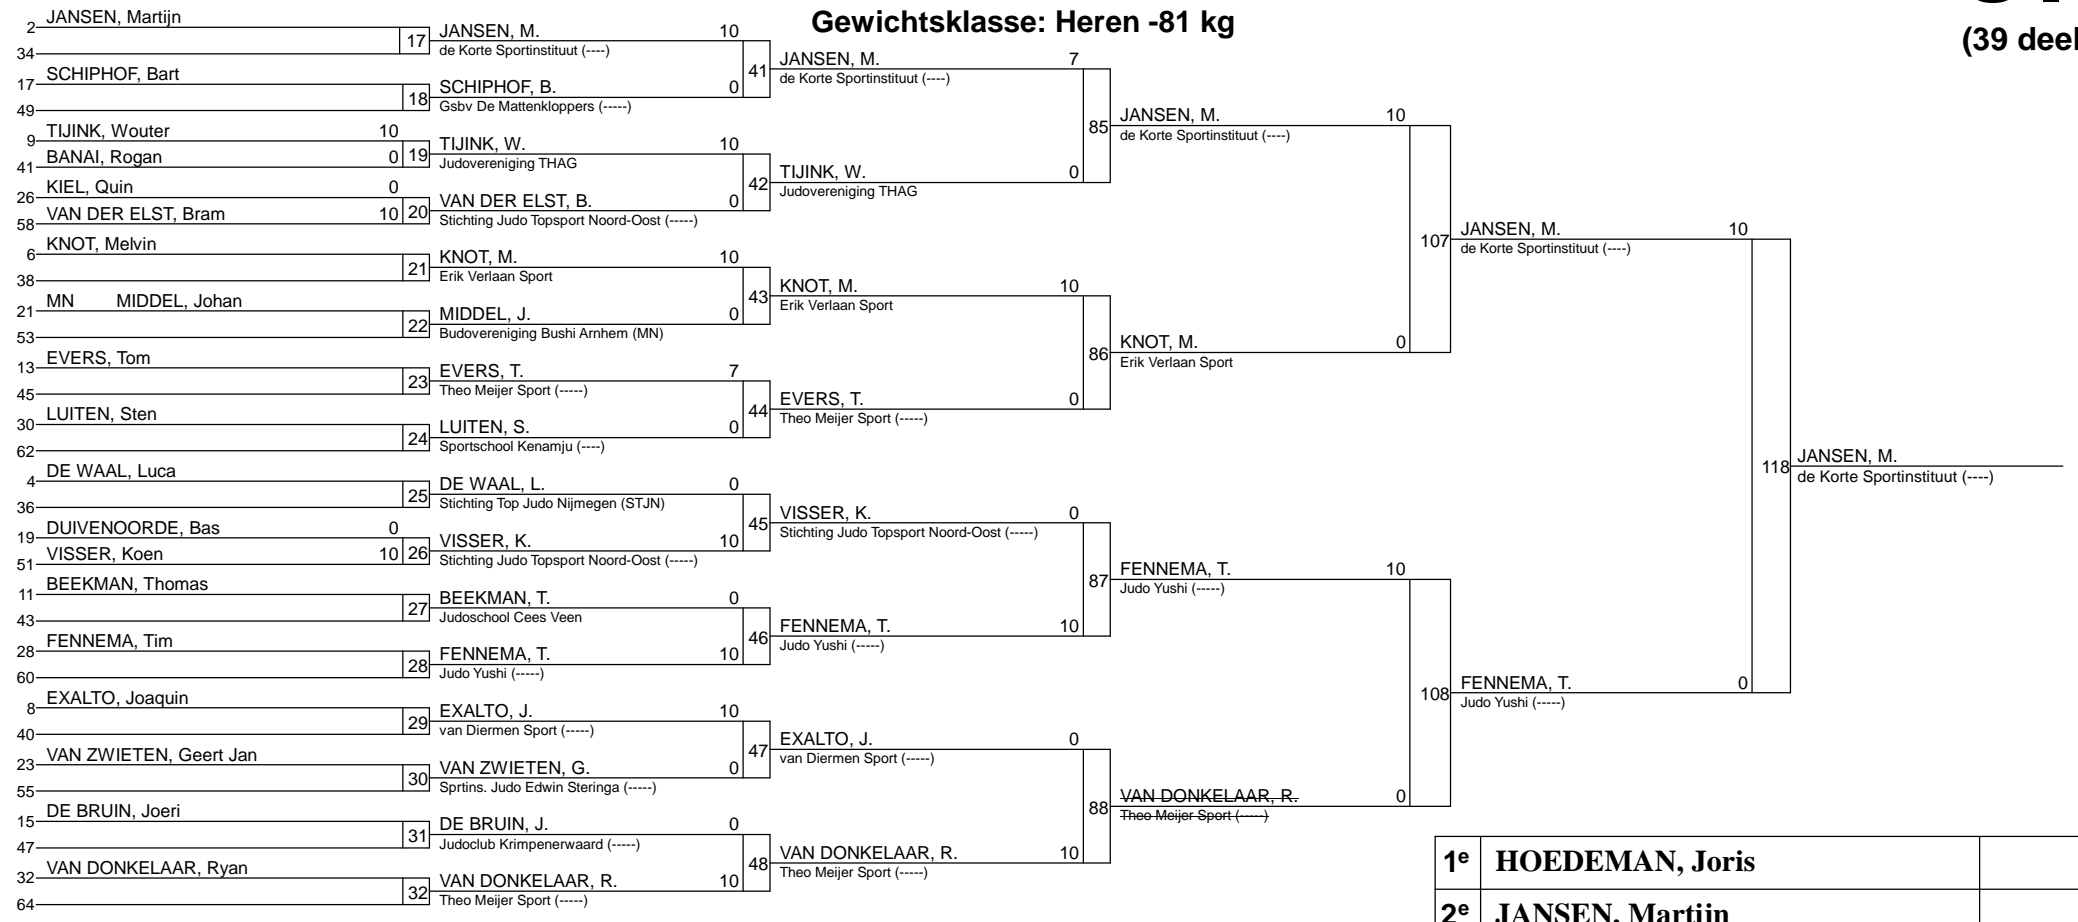 Gewichtsklasse: Heren -81 kg
(39 deel
2 JANSEN, Martijn
34
17
17 SCHIPHOF, Bart
49
18
9 TIJINK, Wouter 10
41 BANAI, Rogan 0
19
26 KIEL, Quin 0
58 VAN DER ELST, Bram 10
20
6 KNOT, Melvin
38
21
21 MN MIDDEL, Johan
53
22
13 EVERS, Tom
45
23
30 LUITEN, Sten
62
24
4 DE WAAL, Luca
36
25
19 DUIVENOORDE, Bas 0
51 VISSER, Koen 10
26
11 BEEKMAN, Thomas
43
27
28 FENNEMA, Tim
60
28
8 EXALTO, Joaquin
40
29
23 VAN ZWIETEN, Geert Jan
55
30
15 DE BRUIN, Joeri
47
31
32 VAN DONKELAAR, Ryan
64
32
JANSEN, M. 10
de Korte Sportinstituut (----)
41
SCHIPHOF, B. 0
Gsbv De Mattenkloppers (-----)
TIJINK, W. 10
Judovereniging THAG
42
VAN DER ELST, B. 0
Stichting Judo Topsport Noord-Oost (-----)
KNOT, M. 10
Erik Verlaan Sport
43
MIDDEL, J. 0
Budovereniging Bushi Arnhem (MN)
EVERS, T. 7
Theo Meijer Sport (-----)
44
LUITEN, S. 0
Sportschool Kenamju (----)
DE WAAL, L. 0
Stichting Top Judo Nijmegen (STJN)
45
VISSER, K. 10
Stichting Judo Topsport Noord-Oost (-----)
BEEKMAN, T. 0
Judoschool Cees Veen
46
FENNEMA, T. 10
Judo Yushi (-----)
EXALTO, J. 10
van Diermen Sport (-----)
47
VAN ZWIETEN, G. 0
Sprtins. Judo Edwin Steringa (-----)
DE BRUIN, J. 0
Judoclub Krimpenerwaard (-----)
48
VAN DONKELAAR, R. 10
Theo Meijer Sport (-----)
JANSEN, M. 7
de Korte Sportinstituut (----)
85
TIJINK, W. 0
Judovereniging THAG
KNOT, M. 10
Erik Verlaan Sport
86
EVERS, T. 0
Theo Meijer Sport (-----)
VISSER, K. 0
Stichting Judo Topsport Noord-Oost (-----)
87
FENNEMA, T. 10
Judo Yushi (-----)
EXALTO, J. 0
van Diermen Sport (-----)
88
VAN DONKELAAR, R. 10
Theo Meijer Sport (-----)
JANSEN, M. 10
de Korte Sportinstituut (----)
107
KNOT, M. 0
Erik Verlaan Sport
FENNEMA, T. 10
Judo Yushi (-----)
108
VAN DONKELAAR, R. 0
Theo Meijer Sport (-----)
JANSEN, M. 10
de Korte Sportinstituut (----)
118
FENNEMA, T. 0
Judo Yushi (-----)
JANSEN, M.
de Korte Sportinstituut (----)
1e HOEDEMAN, Joris
2e JANSEN, Martijn